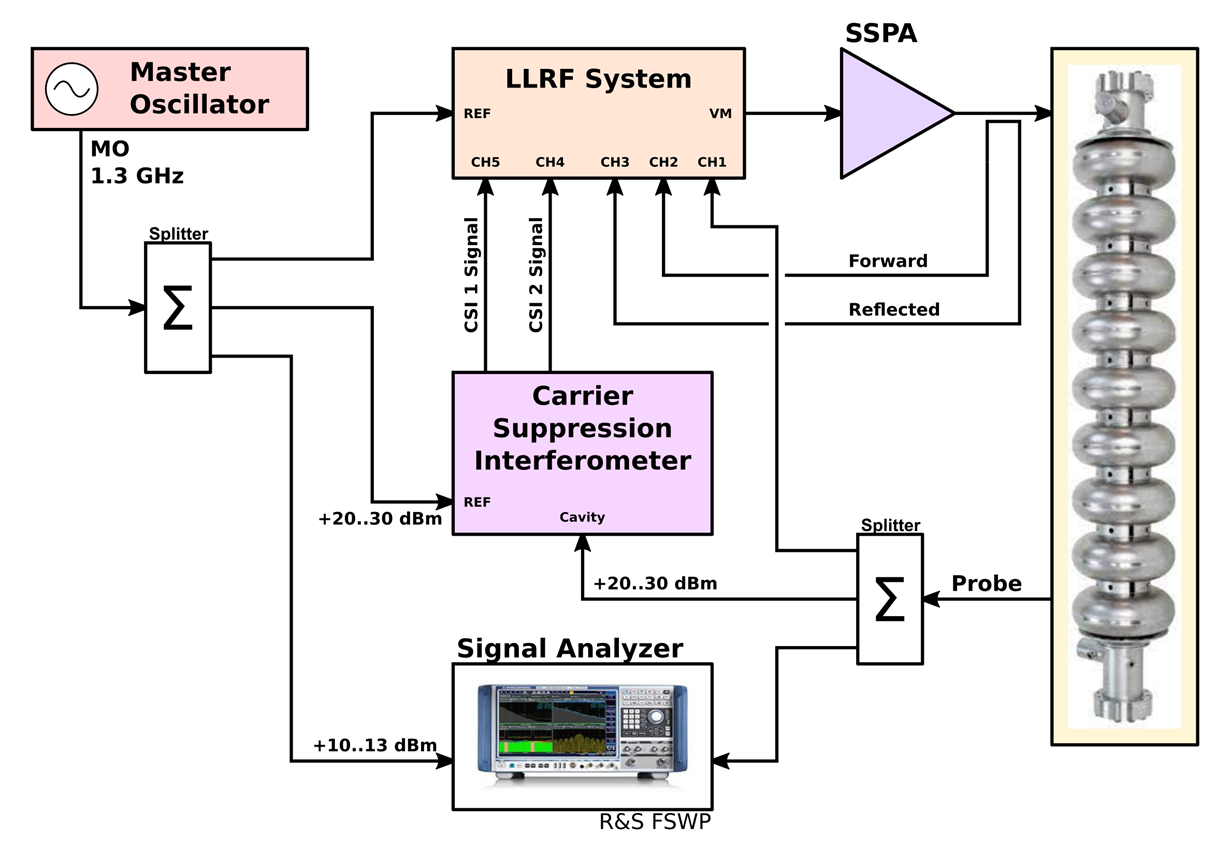 SSPA
Master
Oscillator
LLRF System
REF
VM
CH5
CH4
CH3
CH2
CH1
MO
1.3 GHz
Splitter
Σ
CSI 1 Signal
CSI 2 Signal
Forward
Reflected
Carrier
Suppression
Interferometer
REF
+20..30 dBm
Cavity
Splitter
Σ
+20..30 dBm
Probe
Signal Analyzer
+10..13 dBm
R&S FSWP